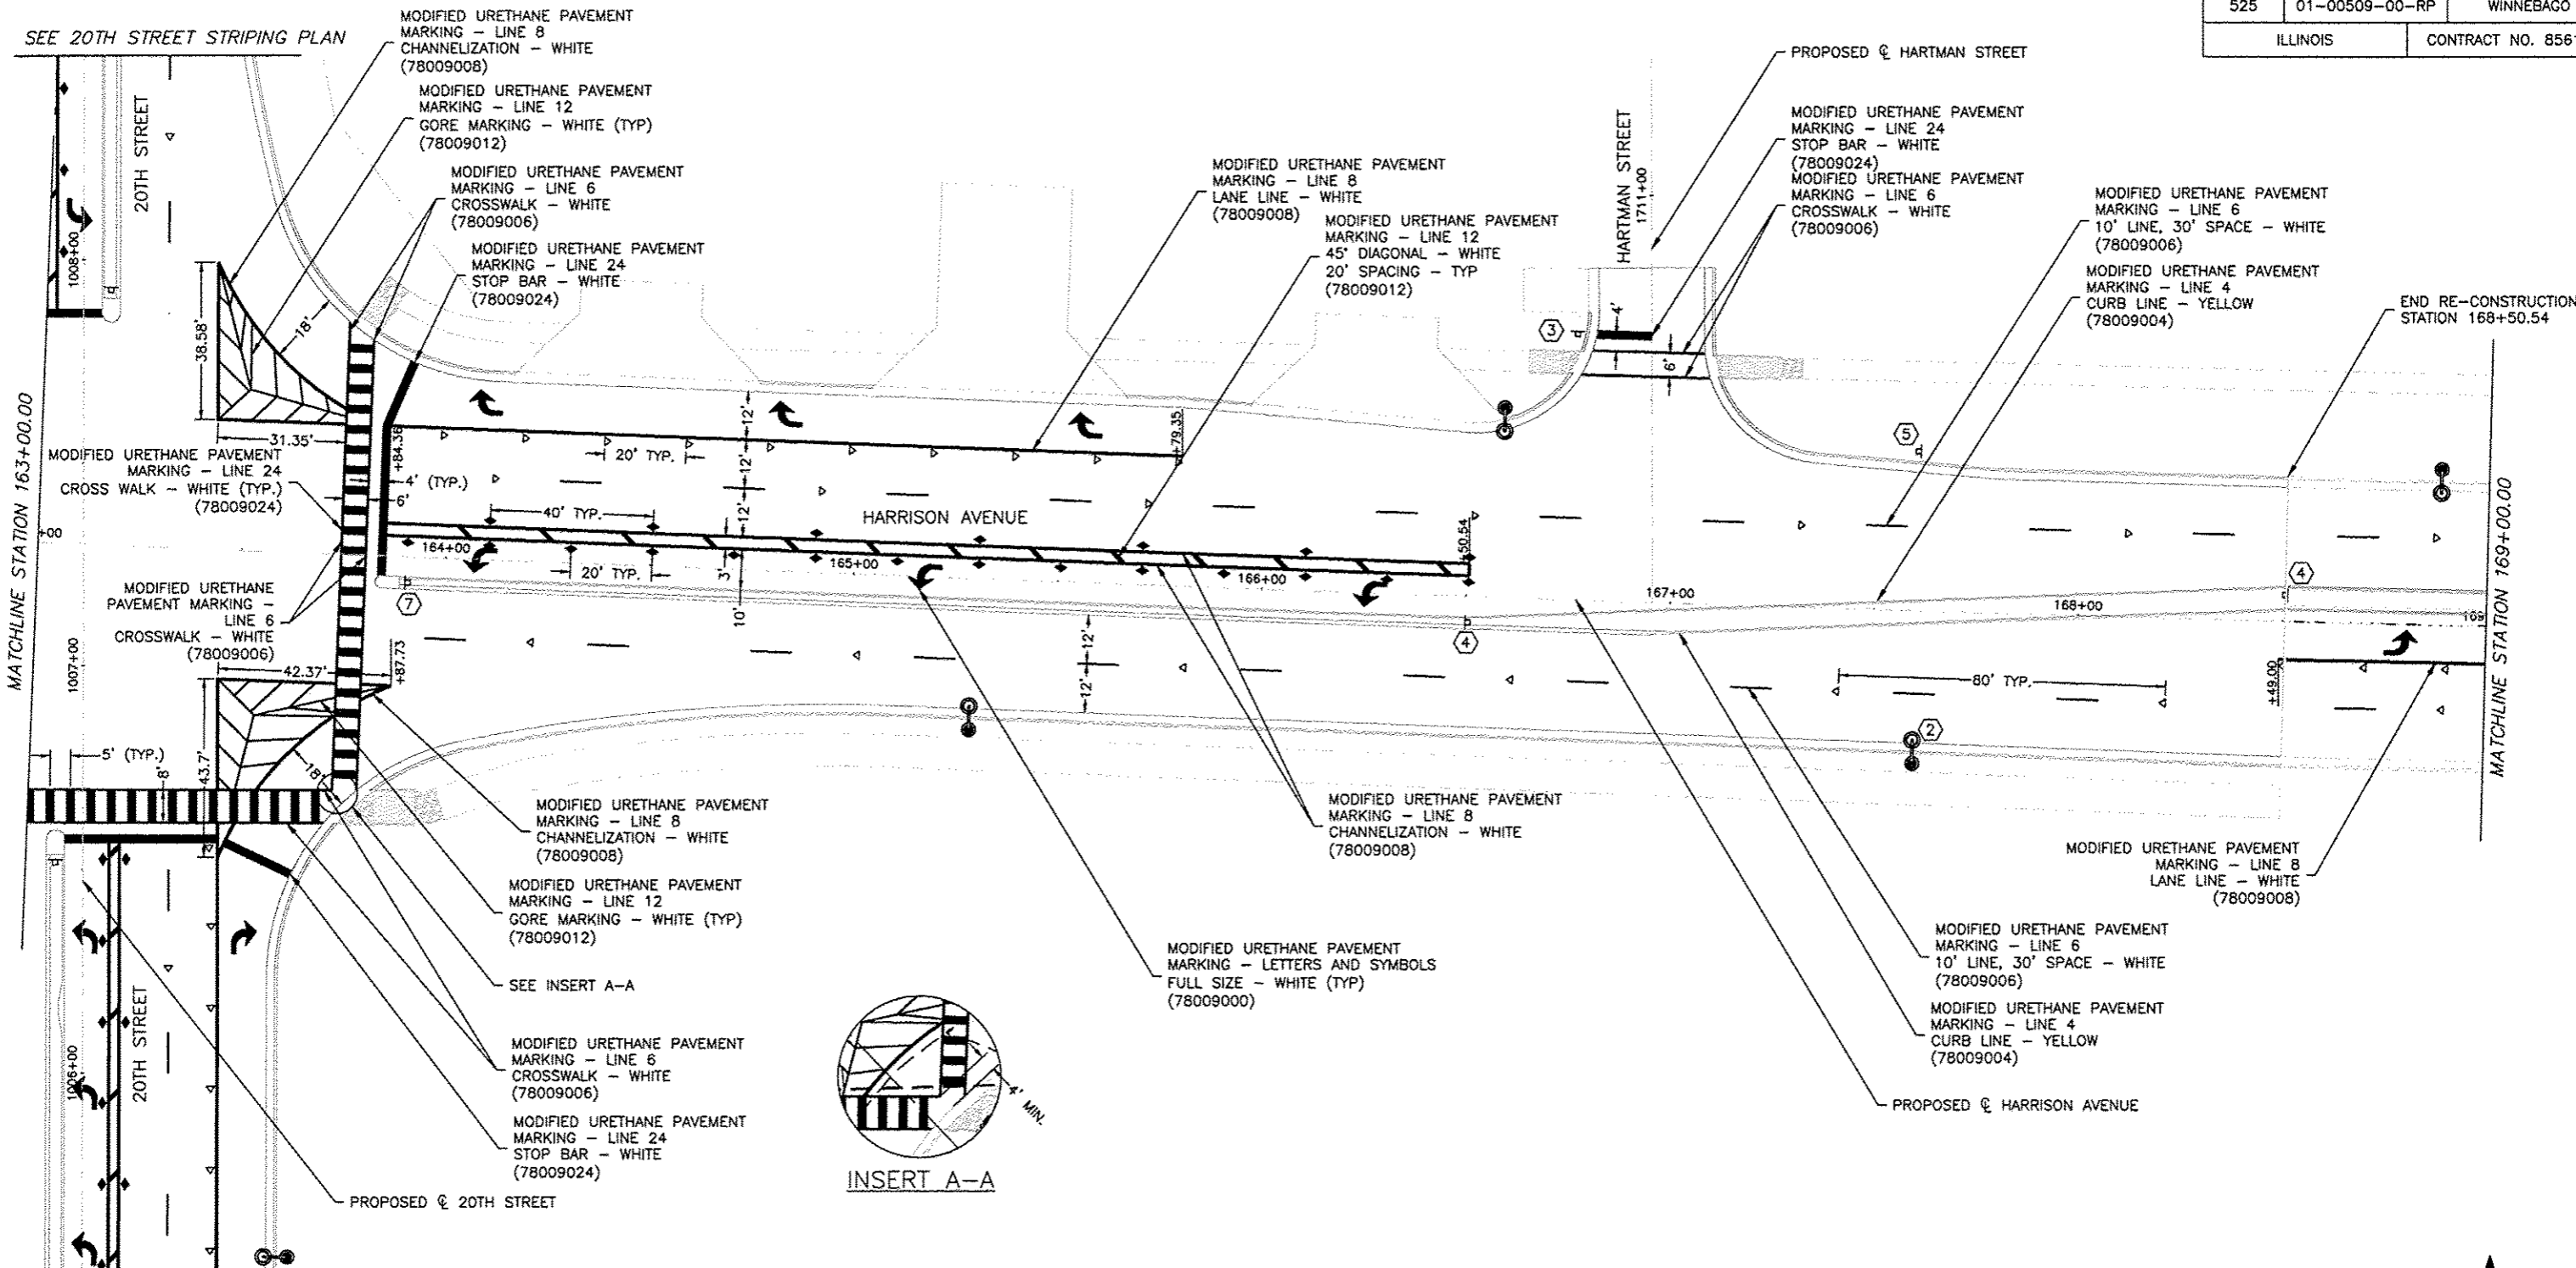 525
01-00509-00-RP
WINNEBAGO
ILLINOIS
CONTRACT NO. 856
SEE 20TH STREET STRIPING PLAN
MODIFIED URETHANE PAVEMENT
MARKING - LINE 8
CHANNELIZATION - WHITE
(78009008)
MODIFIED URETHANE PAVEMENT
MARKING - LINE 12
GORE MARKING - WHITE (TYP)
(78009012)
MODIFIED URETHANE PAVEMENT
MARKING - LINE 6
CROSSWALK - WHITE
(78009006)
MODIFIED URETHANE PAVEMENT
MARKING - LINE 24
STOP BAR - WHITE
(78009024)
MODIFIED URETHANE PAVEMENT
MARKING - LINE 8
LANE LINE - WHITE
(78009008)
MODIFIED URETHANE PAVEMENT
MARKING - LINE 12
45° DIAGONAL - WHITE
20' SPACING - TYP
(78009012)
PROPOSED ℄ HARTMAN STREET
MODIFIED URETHANE PAVEMENT
MARKING - LINE 24
STOP BAR - WHITE
(78009024)
MODIFIED URETHANE PAVEMENT
MARKING - LINE 6
CROSSWALK - WHITE
(78009006)
MODIFIED URETHANE PAVEMENT
MARKING - LINE 6
10' LINE, 30' SPACE - WHITE
(78009006)
MODIFIED URETHANE PAVEMENT
MARKING - LINE 4
CURB LINE - YELLOW
(78009004)
END RE-CONSTRUCTION
STATION 168+50.54
HARTMAN STREET
1711+00
20TH STREET
1008+00
38.58'
18'
31.35'
MATCHLINE STATION 163+00.00
+00
MODIFIED URETHANE PAVEMENT
MARKING - LINE 24
CROSS WALK - WHITE (TYP.)
(78009024)
+84.36
4' (TYP.)
6'
20' TYP.
12'
12'
12'
+79.35
3
4'
6'
5
40' TYP.
HARRISON AVENUE
164+00
20' TYP.
3'
10'
165+00
166+00
+50.54
167+00
168+00
169
4
7
4
MODIFIED URETHANE
PAVEMENT MARKING -
LINE 6
CROSSWALK - WHITE
(78009006)
1007+00
42.37'
+87.73
12'
12'
80' TYP.
+49.00
MATCHLINE STATION 169+00.00
2
5' (TYP.)
8'
43.7'
18'
MODIFIED URETHANE PAVEMENT
MARKING - LINE 8
CHANNELIZATION - WHITE
(78009008)
MODIFIED URETHANE PAVEMENT
MARKING - LINE 12
GORE MARKING - WHITE (TYP)
(78009012)
SEE INSERT A-A
MODIFIED URETHANE PAVEMENT
MARKING - LINE 6
CROSSWALK - WHITE
(78009006)
MODIFIED URETHANE PAVEMENT
MARKING - LINE 24
STOP BAR - WHITE
(78009024)
PROPOSED ℄ 20TH STREET
20TH STREET
1006+00
4' MIN.
INSERT A-A
MODIFIED URETHANE PAVEMENT
MARKING - LINE 8
CHANNELIZATION - WHITE
(78009008)
MODIFIED URETHANE PAVEMENT
MARKING - LETTERS AND SYMBOLS
FULL SIZE - WHITE (TYP)
(78009000)
MODIFIED URETHANE PAVEMENT
MARKING - LINE 8
LANE LINE - WHITE
(78009008)
MODIFIED URETHANE PAVEMENT
MARKING - LINE 6
10' LINE, 30' SPACE - WHITE
(78009006)
MODIFIED URETHANE PAVEMENT
MARKING - LINE 4
CURB LINE - YELLOW
(78009004)
PROPOSED ℄ HARRISON AVENUE